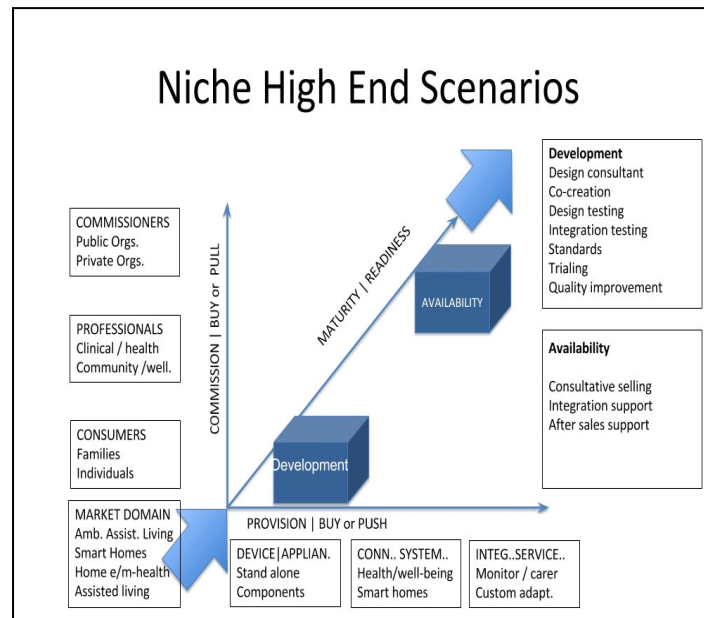 Niche High End Scenarios
COMMISSIONERS
Public Orgs.
Private Orgs.
PROFESSIONALS
Clinical / health
Community /well.
CONSUMERS
Families
Individuals
MARKET DOMAIN
Amb. Assist. Living
Smart Homes
Home e/m-health
Assisted living
COMMISSION | BUY or PULL
MATURITY | READINESS
AVAILABILITY
Development
PROVISION | BUY or PUSH
DEVICE|APPLIAN.
Stand alone
Components
CONN.. SYSTEM..
Health/well-being
Smart homes
INTEG..SERVICE..
Monitor / carer
Custom adapt.
Development
Design consultant
Co-creation
Design testing
Integration testing
Standards
Trialing
Quality improvement
Availability
Consultative selling
Integration support
After sales support